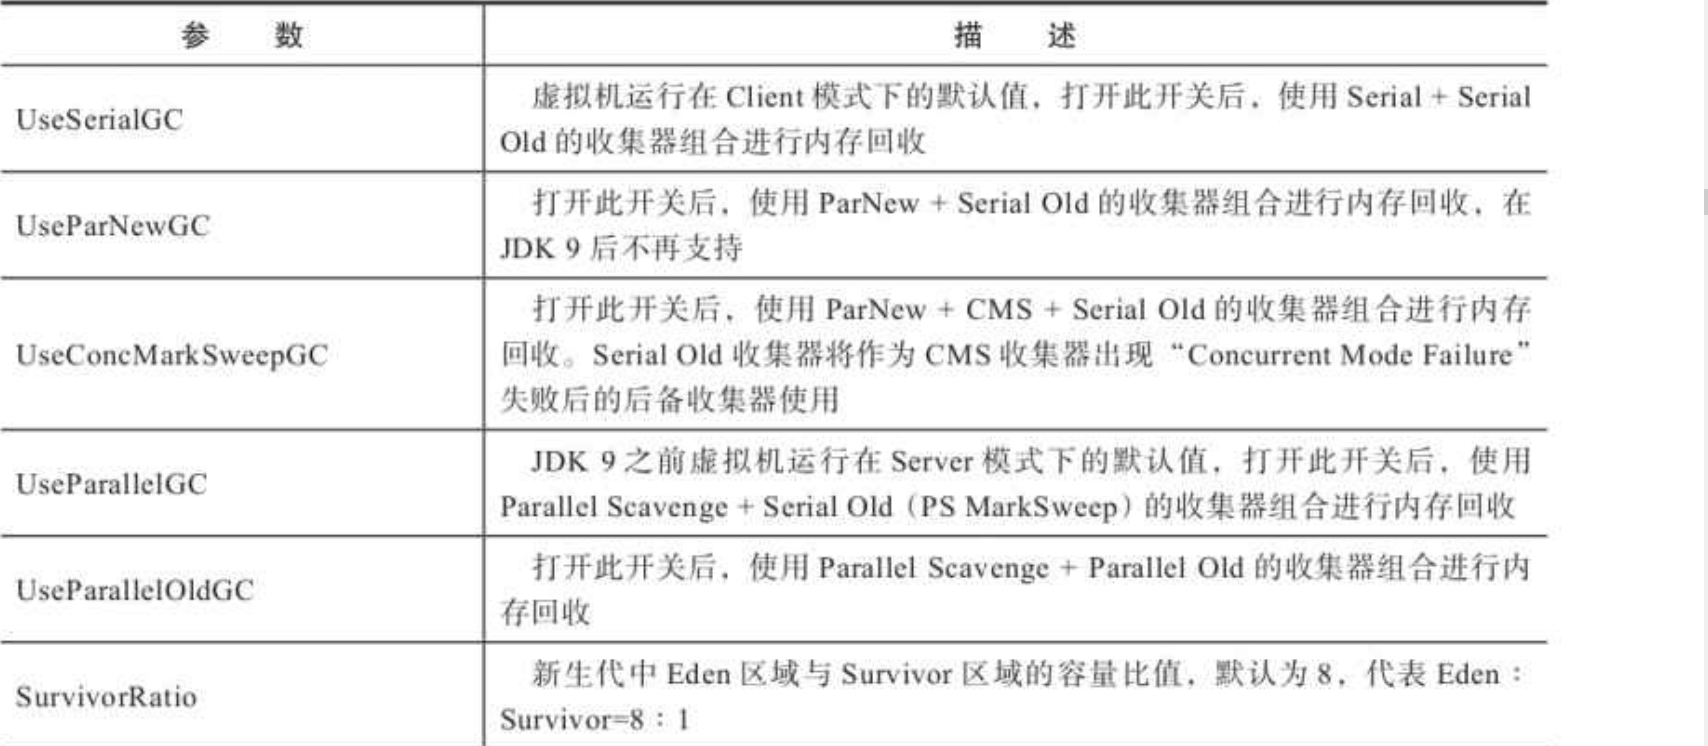 参 数 描 述
UseSerialGC
虚拟机运行在 Client 模式下的默认值，打开此开关后，使用 Serial + Serial
Old 的收集器组合进行内存回收
UseParNewGC
打开此开关后，使用 ParNew + Serial Old 的收集器组合进行内存回收，在
JDK 9 后不再支持
UseConcMarkSweepGC
打开此开关后，使用 ParNew + CMS + Serial Old 的收集器组合进行内存
回收。Serial Old 收集器将作为 CMS 收集器出现“Concurrent Mode Failure”
失败后的后备收集器使用
UseParallelGC
JDK 9 之前虚拟机运行在 Server 模式下的默认值，打开此开关后，使用
Parallel Scavenge + Serial Old（PS MarkSweep）的收集器组合进行内存回收
UseParallelOldGC
打开此开关后，使用 Parallel Scavenge + Parallel Old 的收集器组合进行内
存回收
SurvivorRatio
新生代中 Eden 区域与 Survivor 区域的容量比值，默认为 8，代表 Eden：
Survivor=8：1